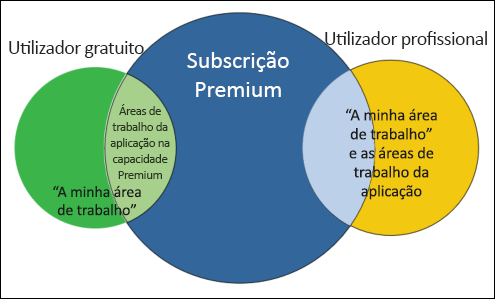 Utilizador gratuito
Subscrição
Premium
Utilizador profissional
Áreas de
trabalho da
aplicação na
capacidade
Premium
“A minha área
de trabalho”
“A minha área
de trabalho”
e as áreas de
trabalho da
aplicação